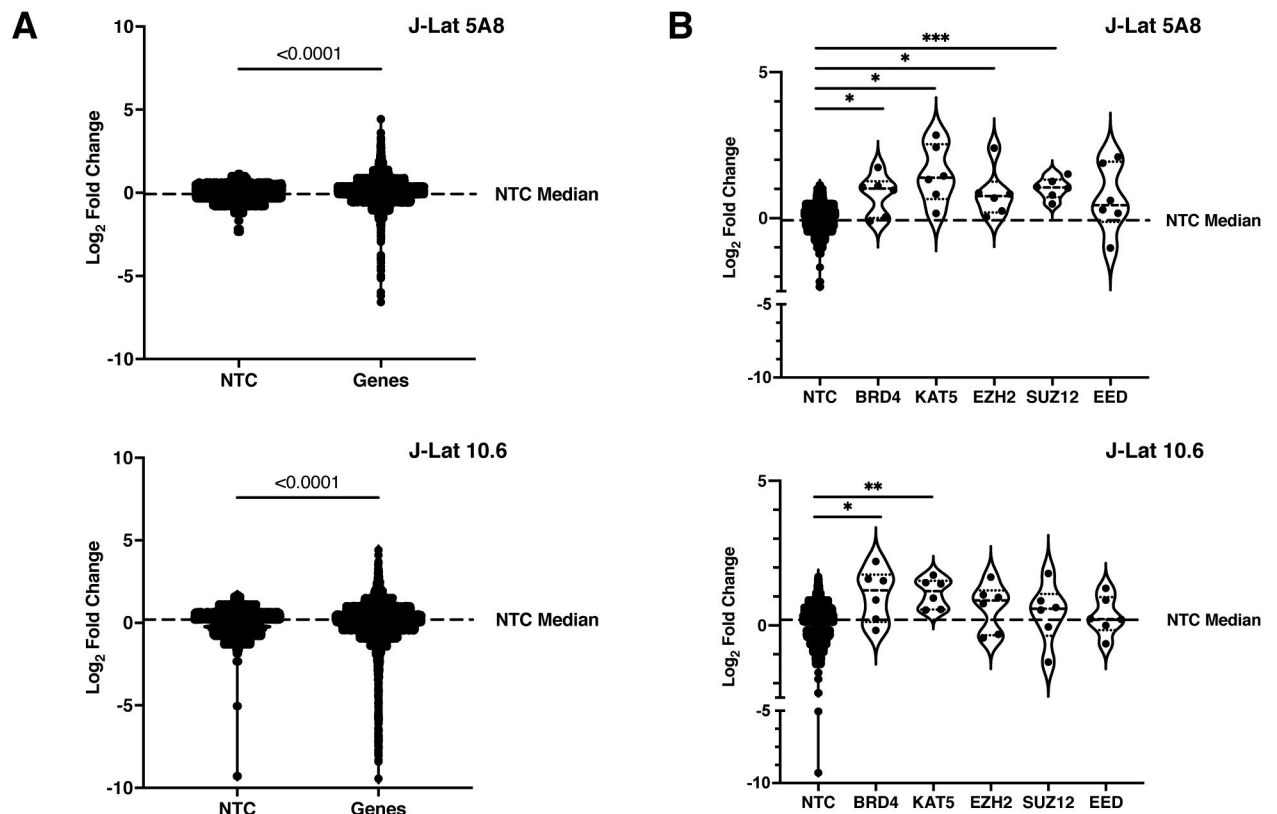 A
J-Lat 5A8
10
5
0
-5
-10
Log2 Fold Change
<0.0001
NTC Median
NTC Genes
B
J-Lat 5A8
***
*
*
*
5
0
-5
-10
Log2 Fold Change
NTC Median
NTC BRD4 KAT5 EZH2 SUZ12 EED
J-Lat 10.6
10
5
0
-5
-10
Log2 Fold Change
<0.0001
NTC Median
NTC Genes
J-Lat 10.6
**
*
5
0
-5
-10
Log2 Fold Change
NTC Median
NTC BRD4 KAT5 EZH2 SUZ12 EED